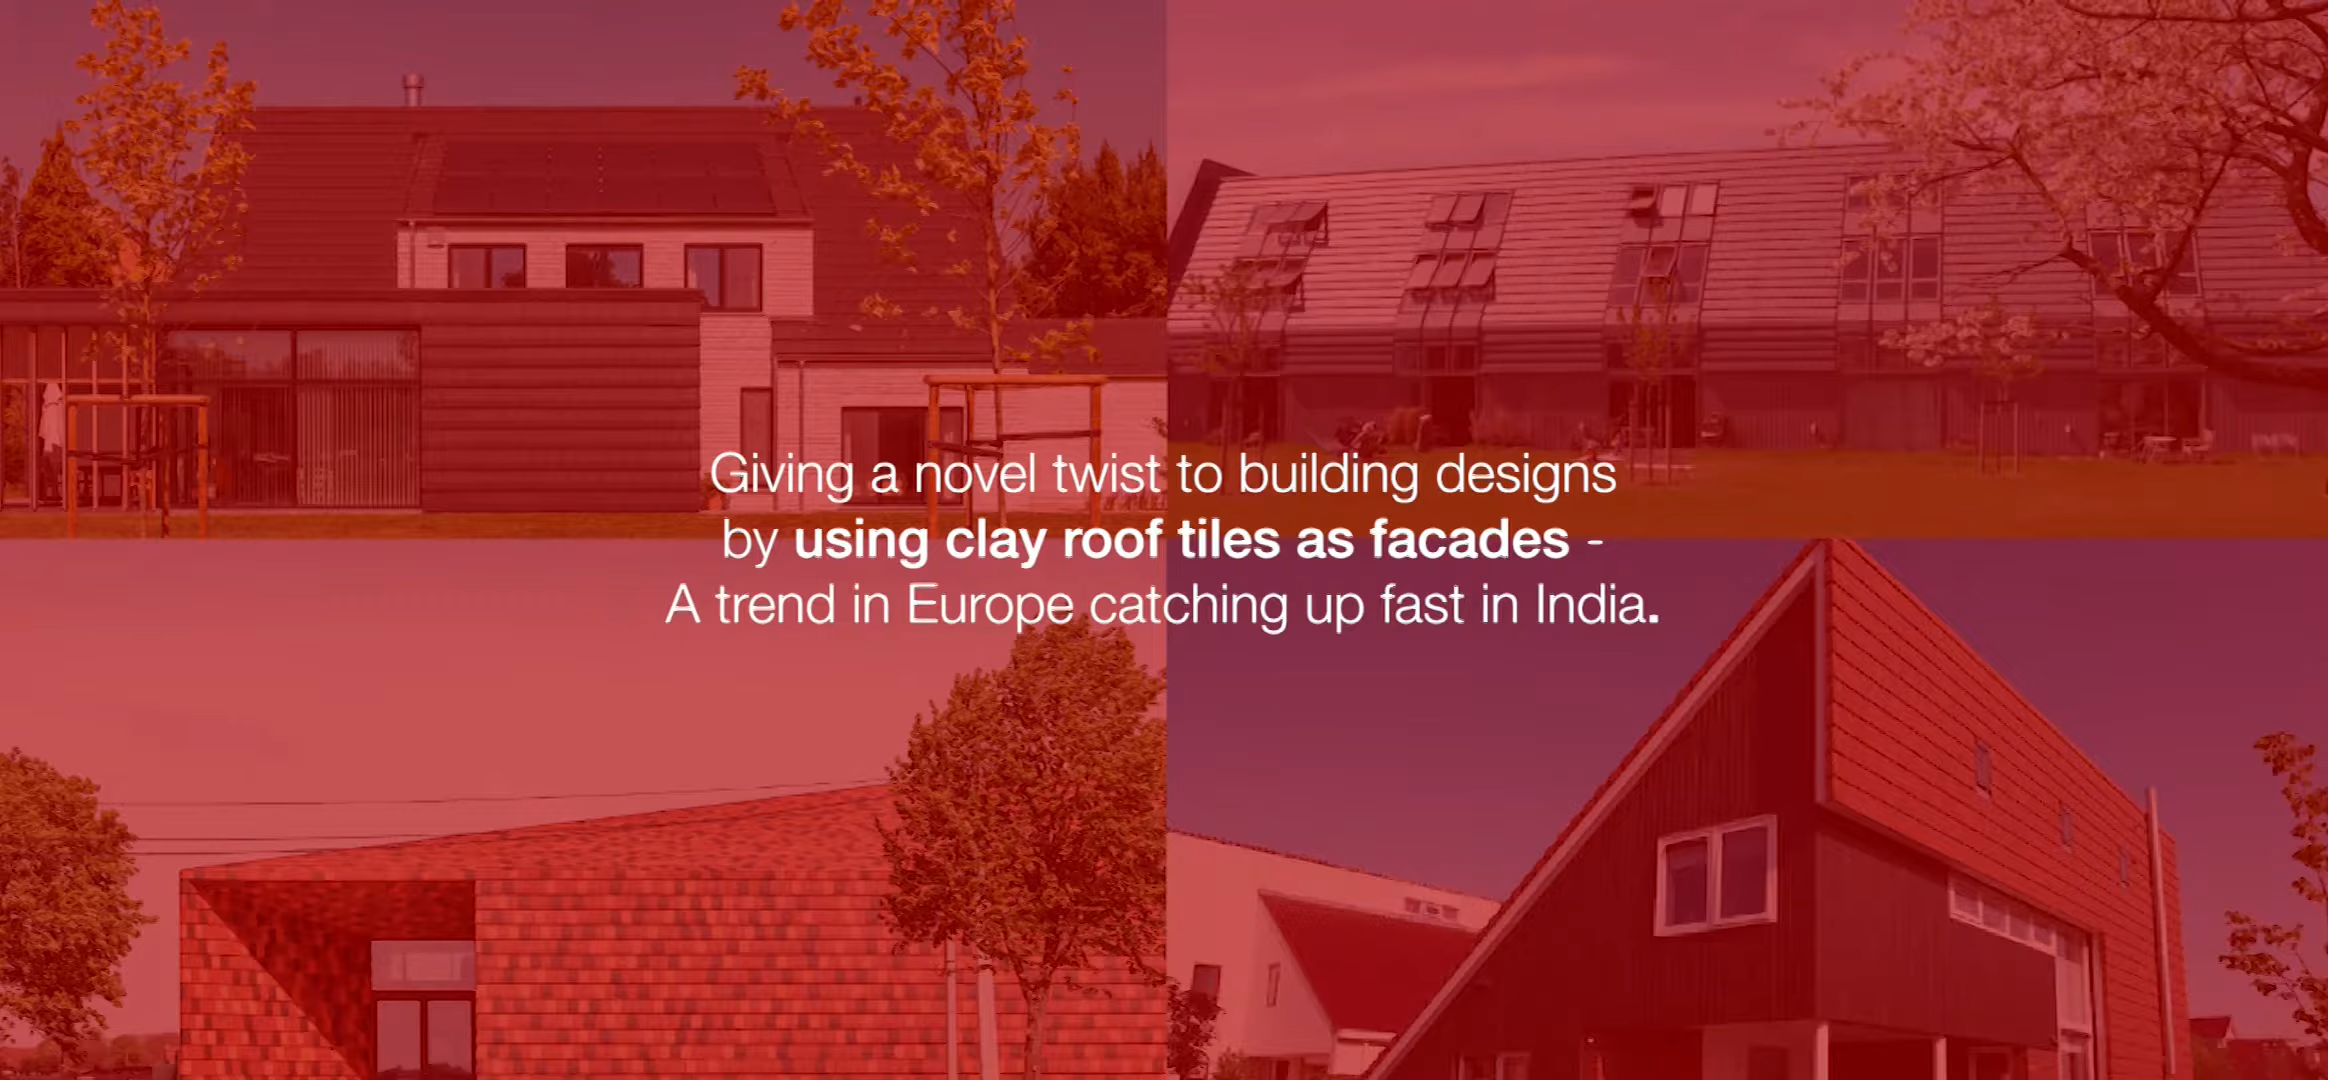 Giving a novel twist to building designs
by using clay roof tiles as facades -
A trend in Europe catching up fast in India.